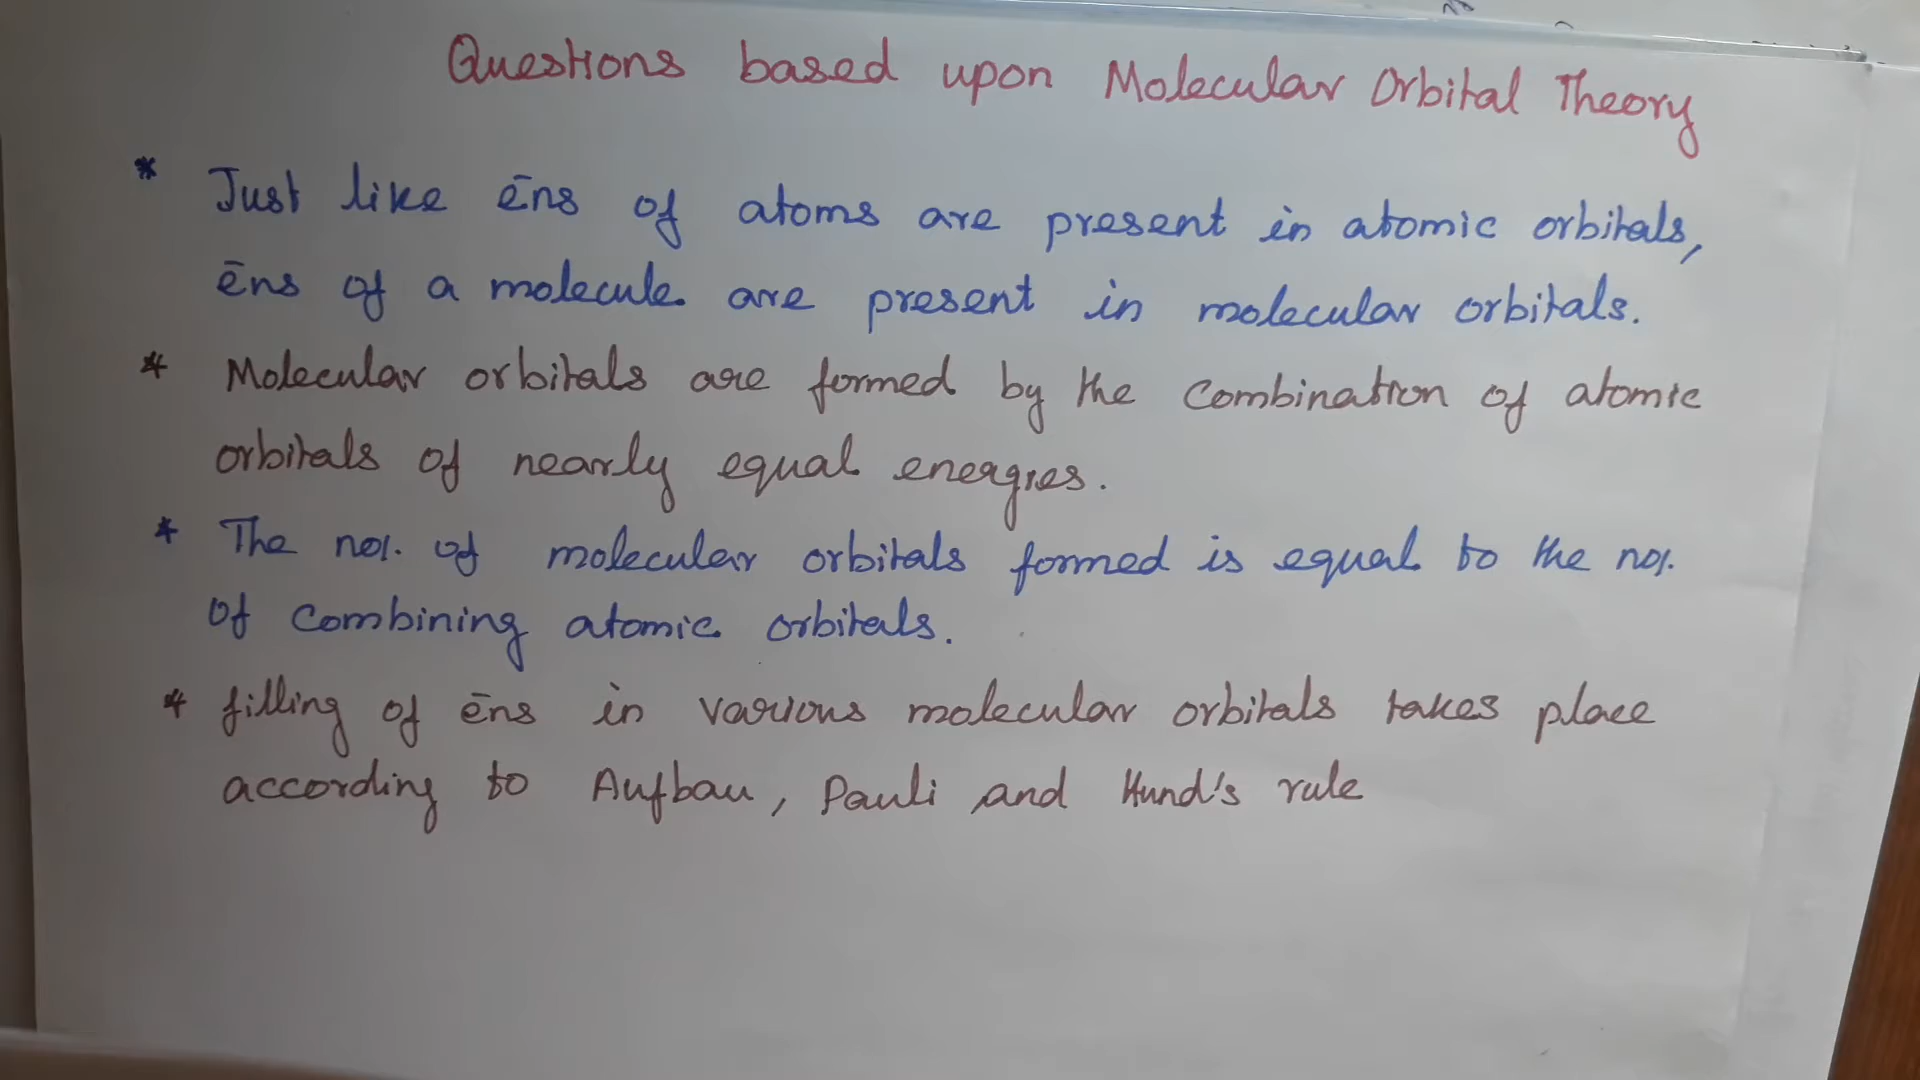 Questions based upon Molecular Orbital Theory
* Just like ēns of atoms are present in atomic orbitals,
ēns of a molecule are present in molecular orbitals.
* Molecular orbitals are formed by the combination of atomic
orbitals of nearly equal energies.
* The no. of molecular orbitals formed is equal to the no.
of combining atomic orbitals.
* filling of ēns in various molecular orbitals takes place
according to Aufbau, Pauli and Hund's rule